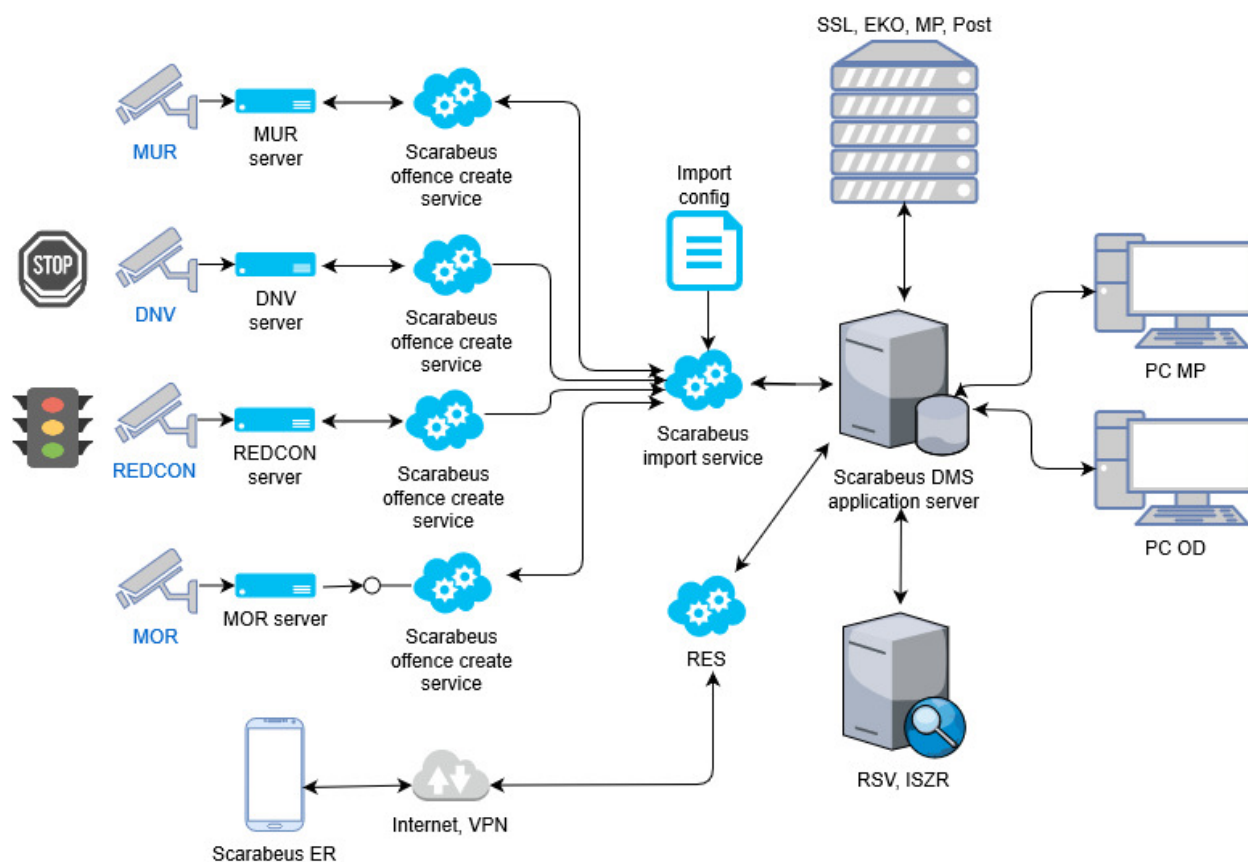 SSL, EKO, MP, Post
MUR
MUR
server
Scarabeus
offence create
service
Import
config
STOP
DNV
DNV
server
Scarabeus
offence create
service
PC MP
REDCON
REDCON
server
Scarabeus
offence create
service
Scarabeus
import service
Scarabeus DMS
application server
PC OD
MOR
MOR server
Scarabeus
offence create
service
RES
RSV, ISZR
Internet, VPN
Scarabeus ER